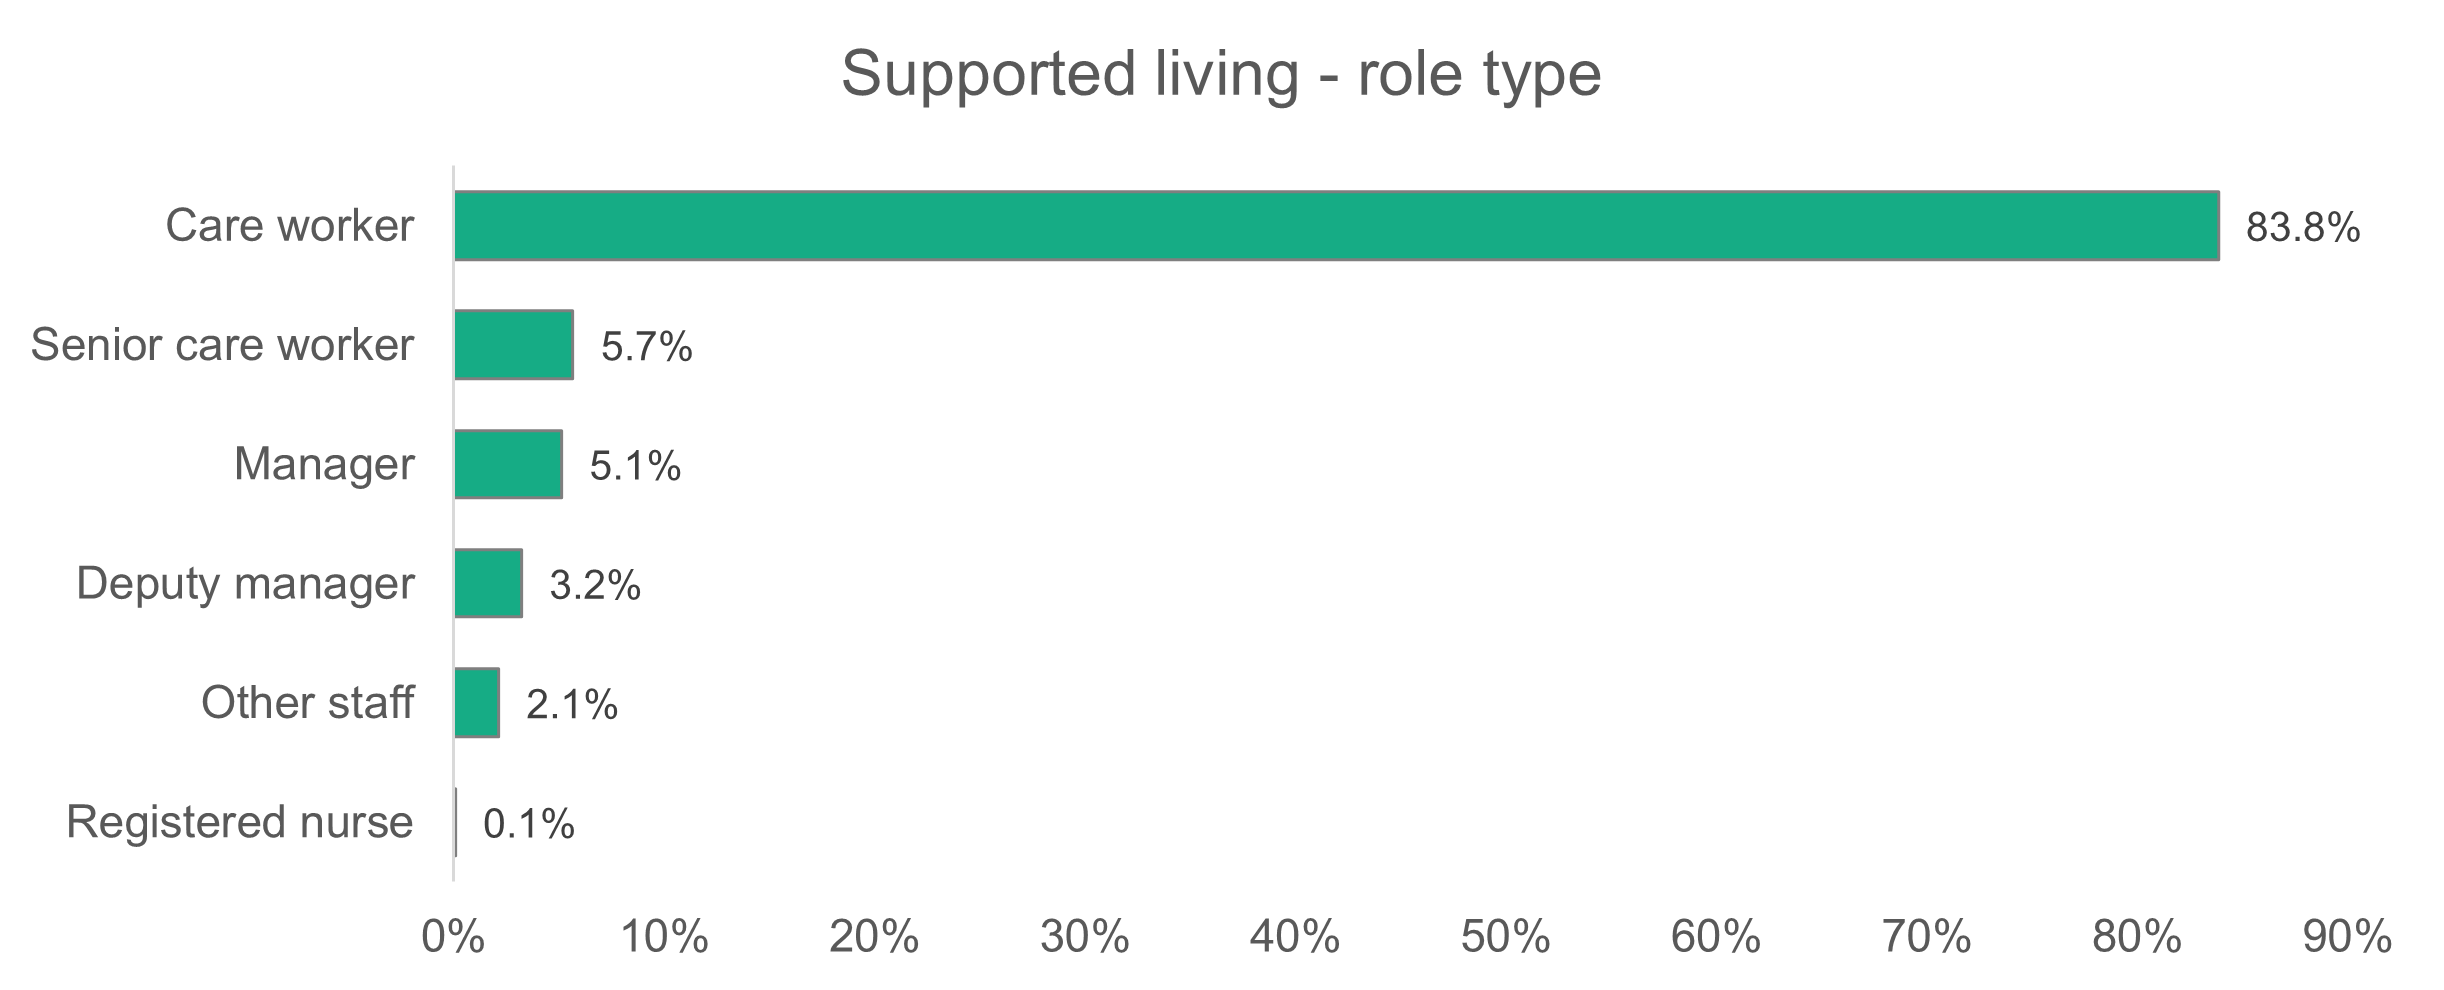 Supported living - role type
Care worker 83.8%
Senior care worker 5.7%
Manager 5.1%
Deputy manager 3.2%
Other staff 2.1%
Registered nurse 0.1%
0% 10% 20% 30% 40% 50% 60% 70% 80% 90%